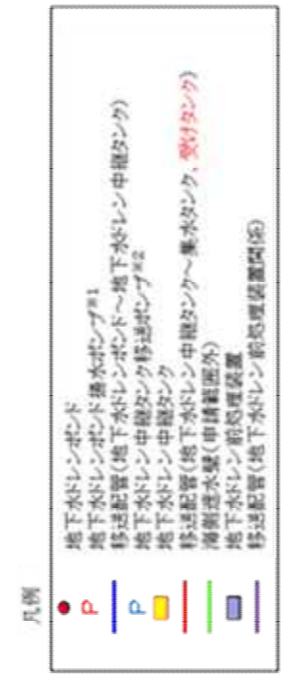 凡例
地下水ドレンポンド
P 地下水ドレンポンド揚水ポンプ※1
移送配管(地下水ドレンポンド～地下水ドレン中継タンク)
P 地下水ドレン中継タンク移送ポンプ※2
地下水ドレン中継タンク
移送配管(地下水ドレン中継タンク～集水タンク、受けタンク)
海側遮水壁(申請範囲外)
地下水ドレン前処理装置
移送配管(地下水ドレン前処理装置関係)